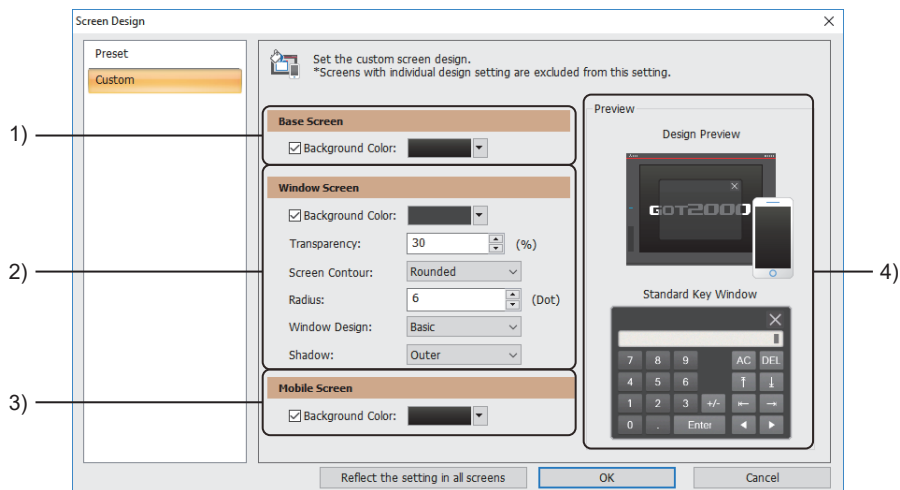 Screen Design
Preset
Custom
Set the custom screen design.
*Screens with individual design setting are excluded from this setting.
1)
Base Screen
Background Color:
2)
Window Screen
Background Color:
Transparency: 30 (%)
Screen Contour: Rounded
Radius: 6 (Dot)
Window Design: Basic
Shadow: Outer
3)
Mobile Screen
Background Color:
4)
Preview
Design Preview
GOT2000
Standard Key Window
7 8 9 AC DEL
4 5 6
1 2 3 +/-
0 . Enter
Reflect the setting in all screens
OK
Cancel